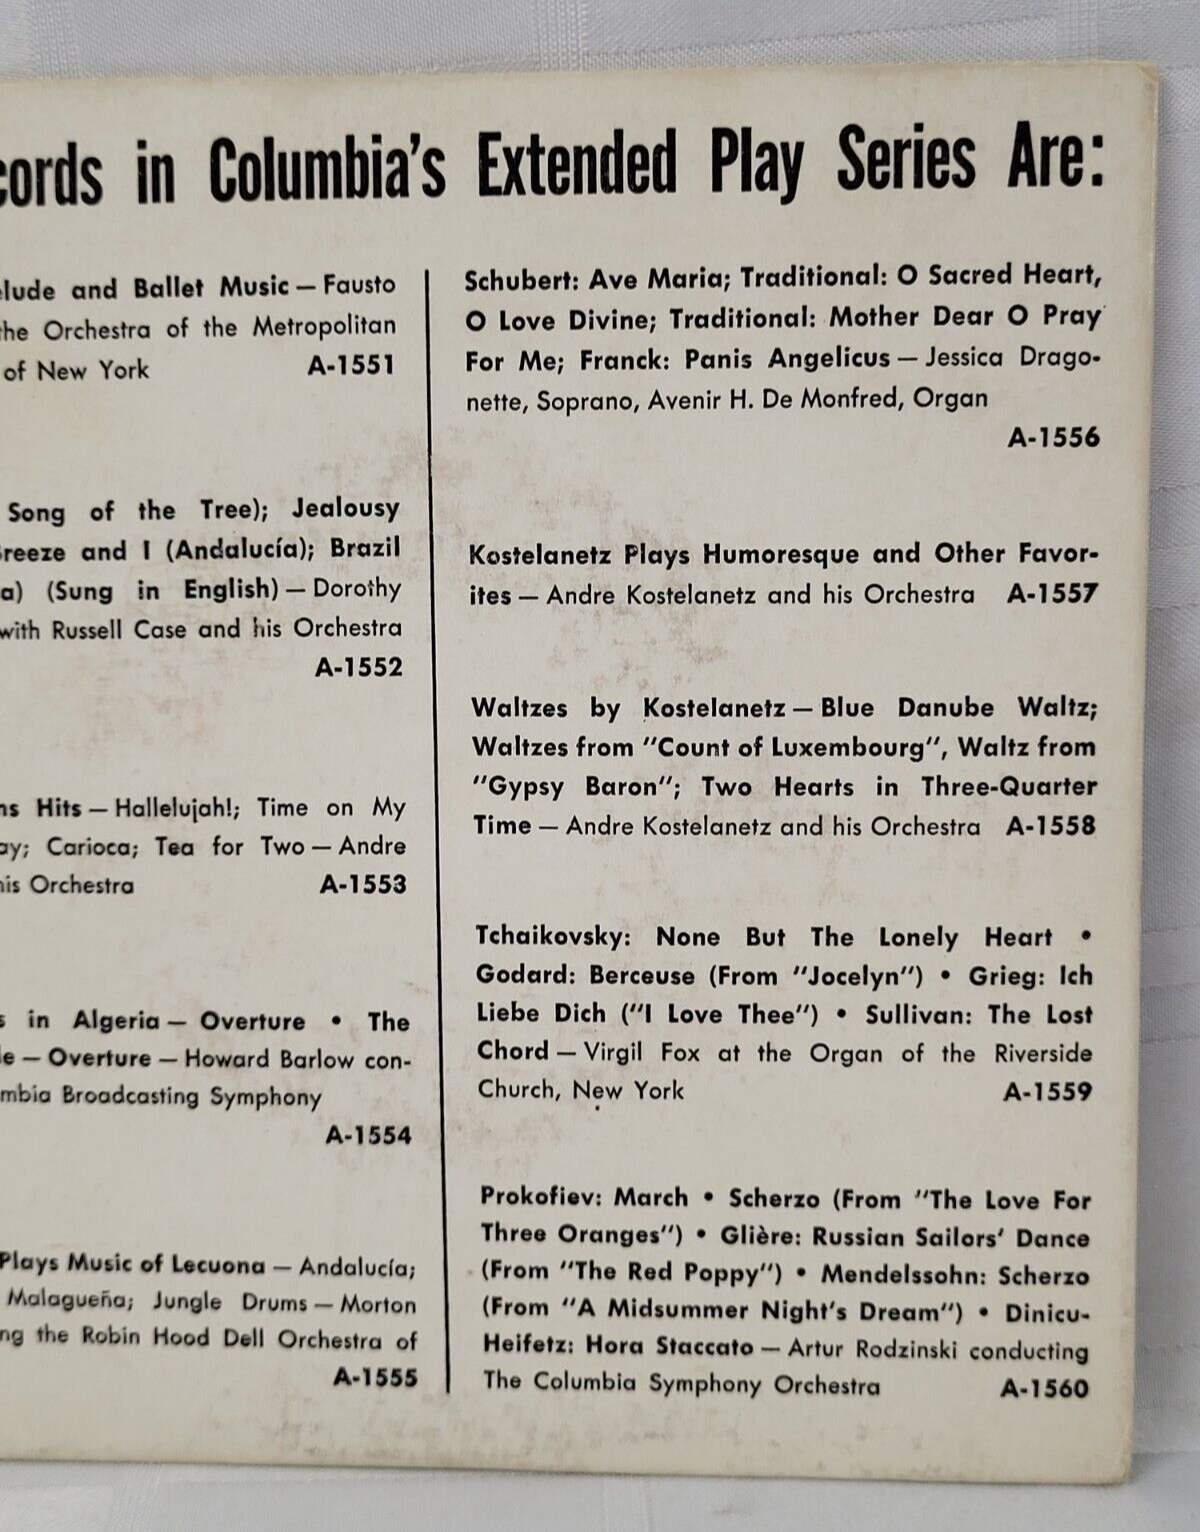 in Columbia's Extended Play Series Are:
and Ballet Music — Fausto
the Orchestra of the Metropolitan
of New York A-1551
Song of the Tree); Jealousy
and I (Andalucía); Brazil
(Sung in English) — Dorothy
with Russell Case and his Orchestra
A-1552
Hits — Hallelujah!; Time on My
Carioca; Tea for Two — Andre
his Orchestra A-1553
in Algeria — Overture • The
— Overture — Howard Barlow con-
Broadcasting Symphony
A-1554
Plays Music of Lecuona — Andalucía;
Malagueña; Jungle Drums — Morton
the Robin Hood Dell Orchestra of
A-1555
Schubert: Ave Maria; Traditional: O Sacred Heart,
O Love Divine; Traditional: Mother Dear O Pray
For Me; Franck: Panis Angelicus — Jessica Drago-
nette, Soprano, Avenir H. De Monfred, Organ
A-1556
Kostelanetz Plays Humoresque and Other Favor-
ites — Andre Kostelanetz and his Orchestra A-1557
Waltzes by Kostelanetz — Blue Danube Waltz;
Waltzes from "Count of Luxembourg", Waltz from
"Gypsy Baron"; Two Hearts in Three-Quarter
Time — Andre Kostelanetz and his Orchestra A-1558
Tchaikovsky: None But The Lonely Heart •
Godard: Berceuse (From "Jocelyn") • Grieg: Ich
Liebe Dich ("I Love Thee") • Sullivan: The Lost
Chord — Virgil Fox at the Organ of the Riverside
Church, New York A-1559
Prokofiev: March • Scherzo (From "The Love For
Three Oranges") • Glière: Russian Sailors' Dance
(From "The Red Poppy") • Mendelssohn: Scherzo
(From "A Midsummer Night's Dream") • Dinicu-
Heifetz: Hora Staccato — Artur Rodzinski conducting
The Columbia Symphony Orchestra A-1560